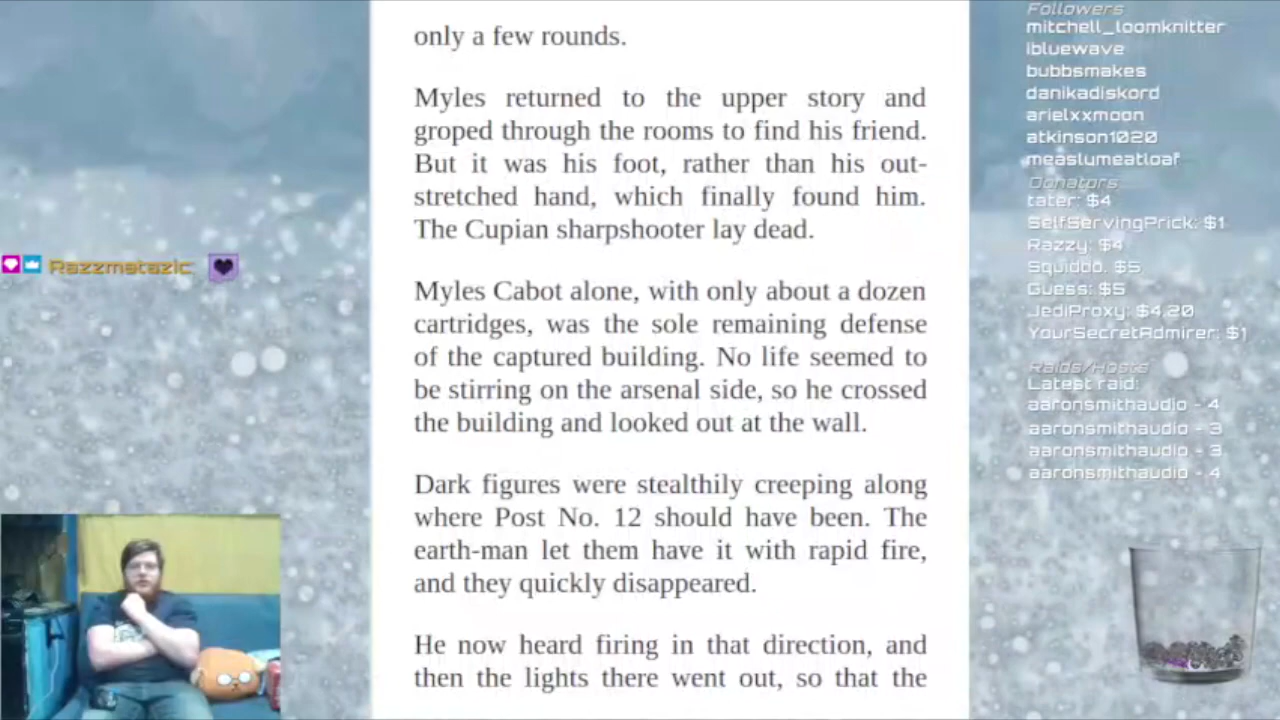 only a few rounds.
Myles returned to the upper story and
groped through the rooms to find his friend.
But it was his foot, rather than his out-
stretched hand, which finally found him.
The Cupian sharpshooter lay dead.
Myles Cabot alone, with only about a dozen
cartridges, was the sole remaining defense
of the captured building. No life seemed to
be stirring on the arsenal side, so he crossed
the building and looked out at the wall.
Dark figures were stealthily creeping along
where Post No. 12 should have been. The
earth-man let them have it with rapid fire,
and they quickly disappeared.
He now heard firing in that direction, and
then the lights there went out, so that the
Razzmatazic
Followers
mitchell_loomknitter
lbluewave
bubbsmakes
danikadiskord
arielxxmoon
atkinson1020
measlymeatloaf
Donators
tater: $4
SelfServingPrick: $1
Razzy: $4
Squidoo: $5
Guess: $5
JediProxy: $4.20
YourSecretAdmirer: $1
Raids/Hosts
Latest raid:
aaronsmithaudio - 4
aaronsmithaudio - 3
aaronsmithaudio - 3
aaronsmithaudio - 4